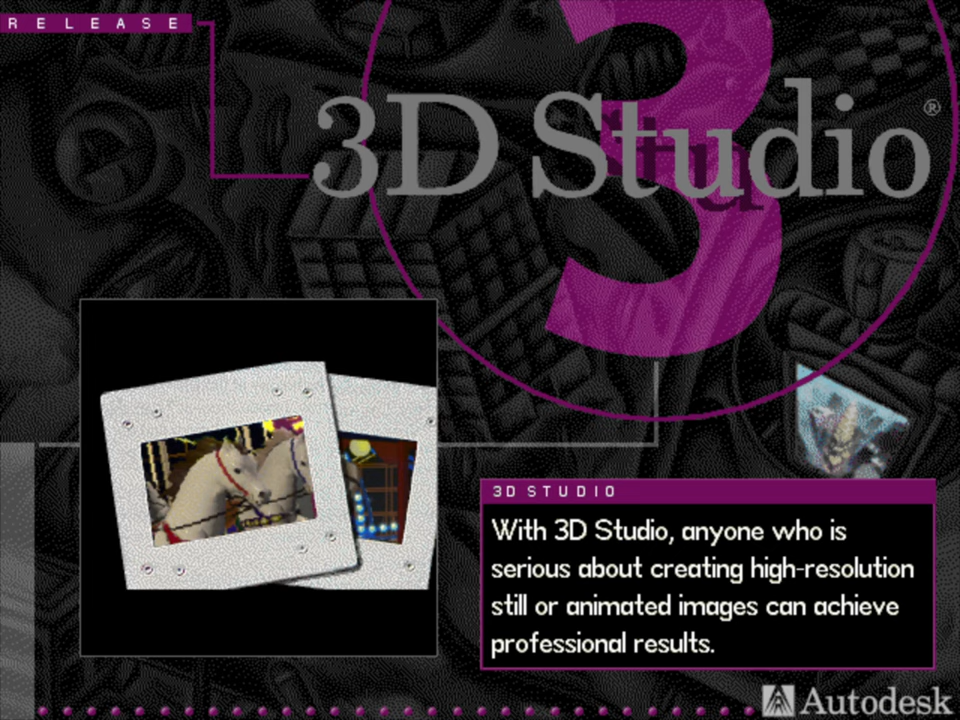 RELEASE
3
3D Studio®
3D STUDIO
With 3D Studio, anyone who is
serious about creating high-resolution
still or animated images can achieve
professional results.
Autodesk